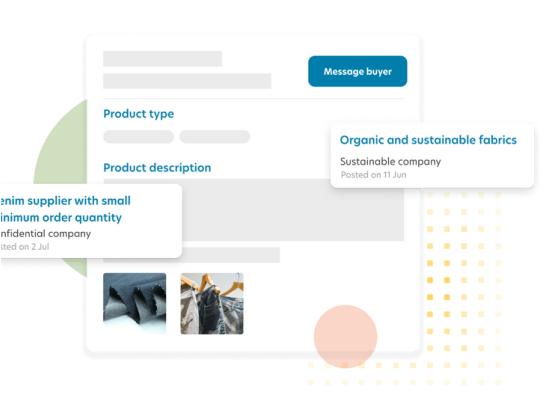 Message buyer
Product type
Organic and sustainable fabrics
Sustainable company
Posted on 11 Jun
Product description
enim supplier with small
inimum order quantity
nfidential company
sted on 2 Jul